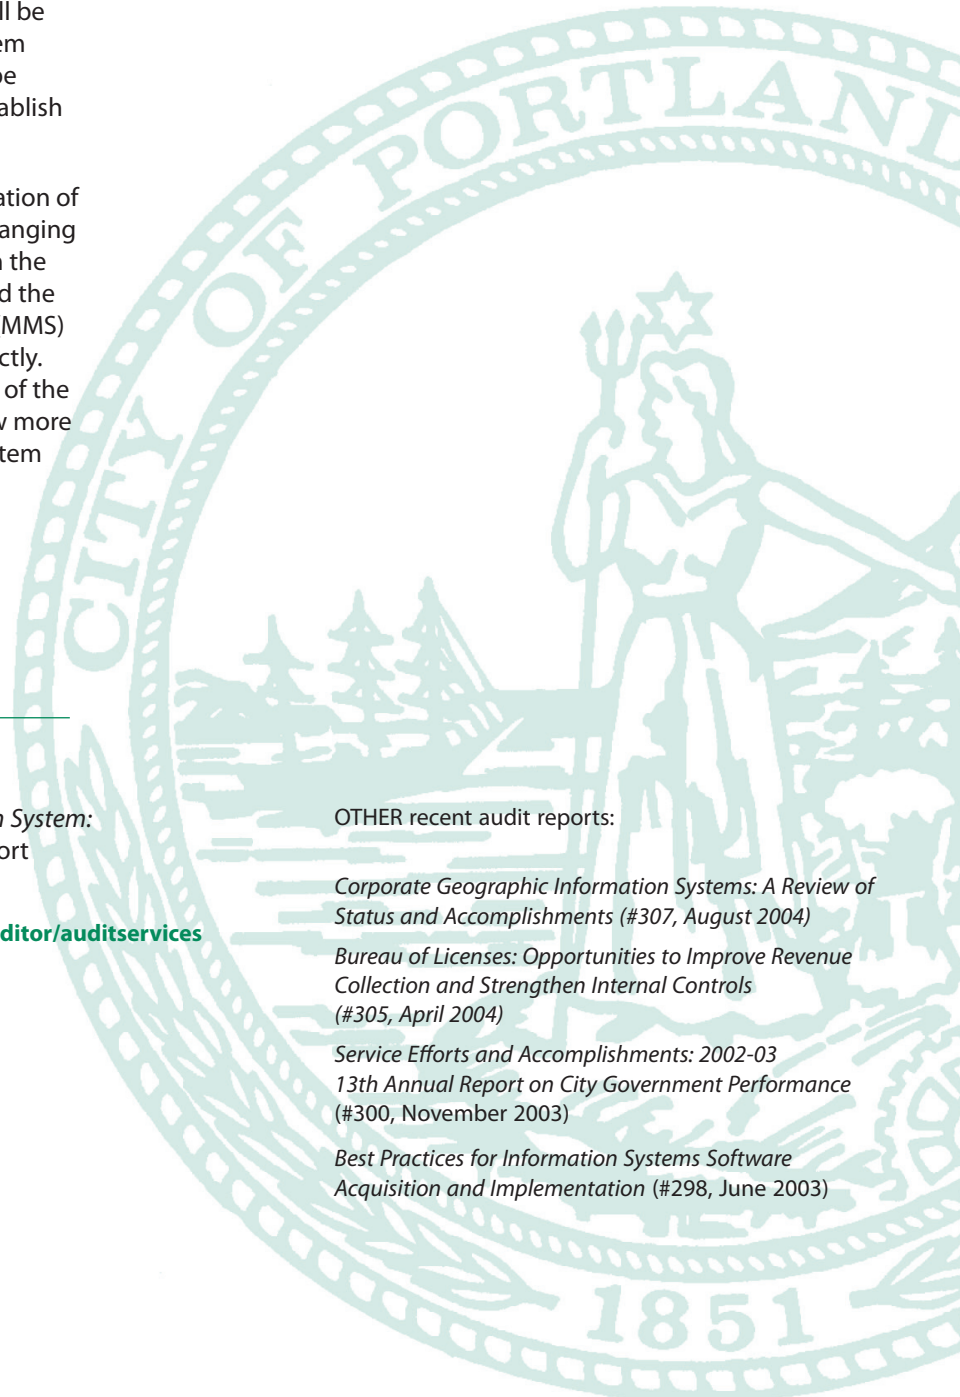 ll be
em
be
ablish
ation of
anging
n the
d the
(MMS)
ctly.
of the
w more
tem
n System:
ort
ditor/auditservices
OTHER recent audit reports:
Corporate Geographic Information Systems: A Review of
Status and Accomplishments (#307, August 2004)
Bureau of Licenses: Opportunities to Improve Revenue
Collection and Strengthen Internal Controls
(#305, April 2004)
Service Efforts and Accomplishments: 2002-03
13th Annual Report on City Government Performance
(#300, November 2003)
Best Practices for Information Systems Software
Acquisition and Implementation (#298, June 2003)
CITY OF PORTLAND
1851